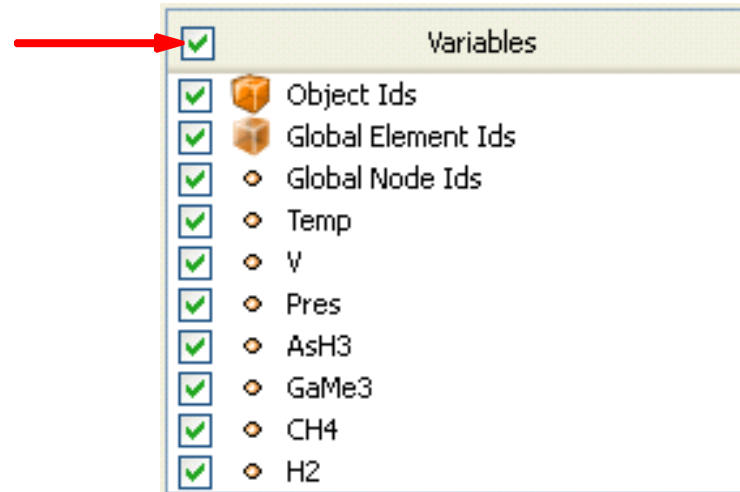 Variables
Object Ids
Global Element Ids
Global Node Ids
Temp
V
Pres
AsH3
GaMe3
CH4
H2